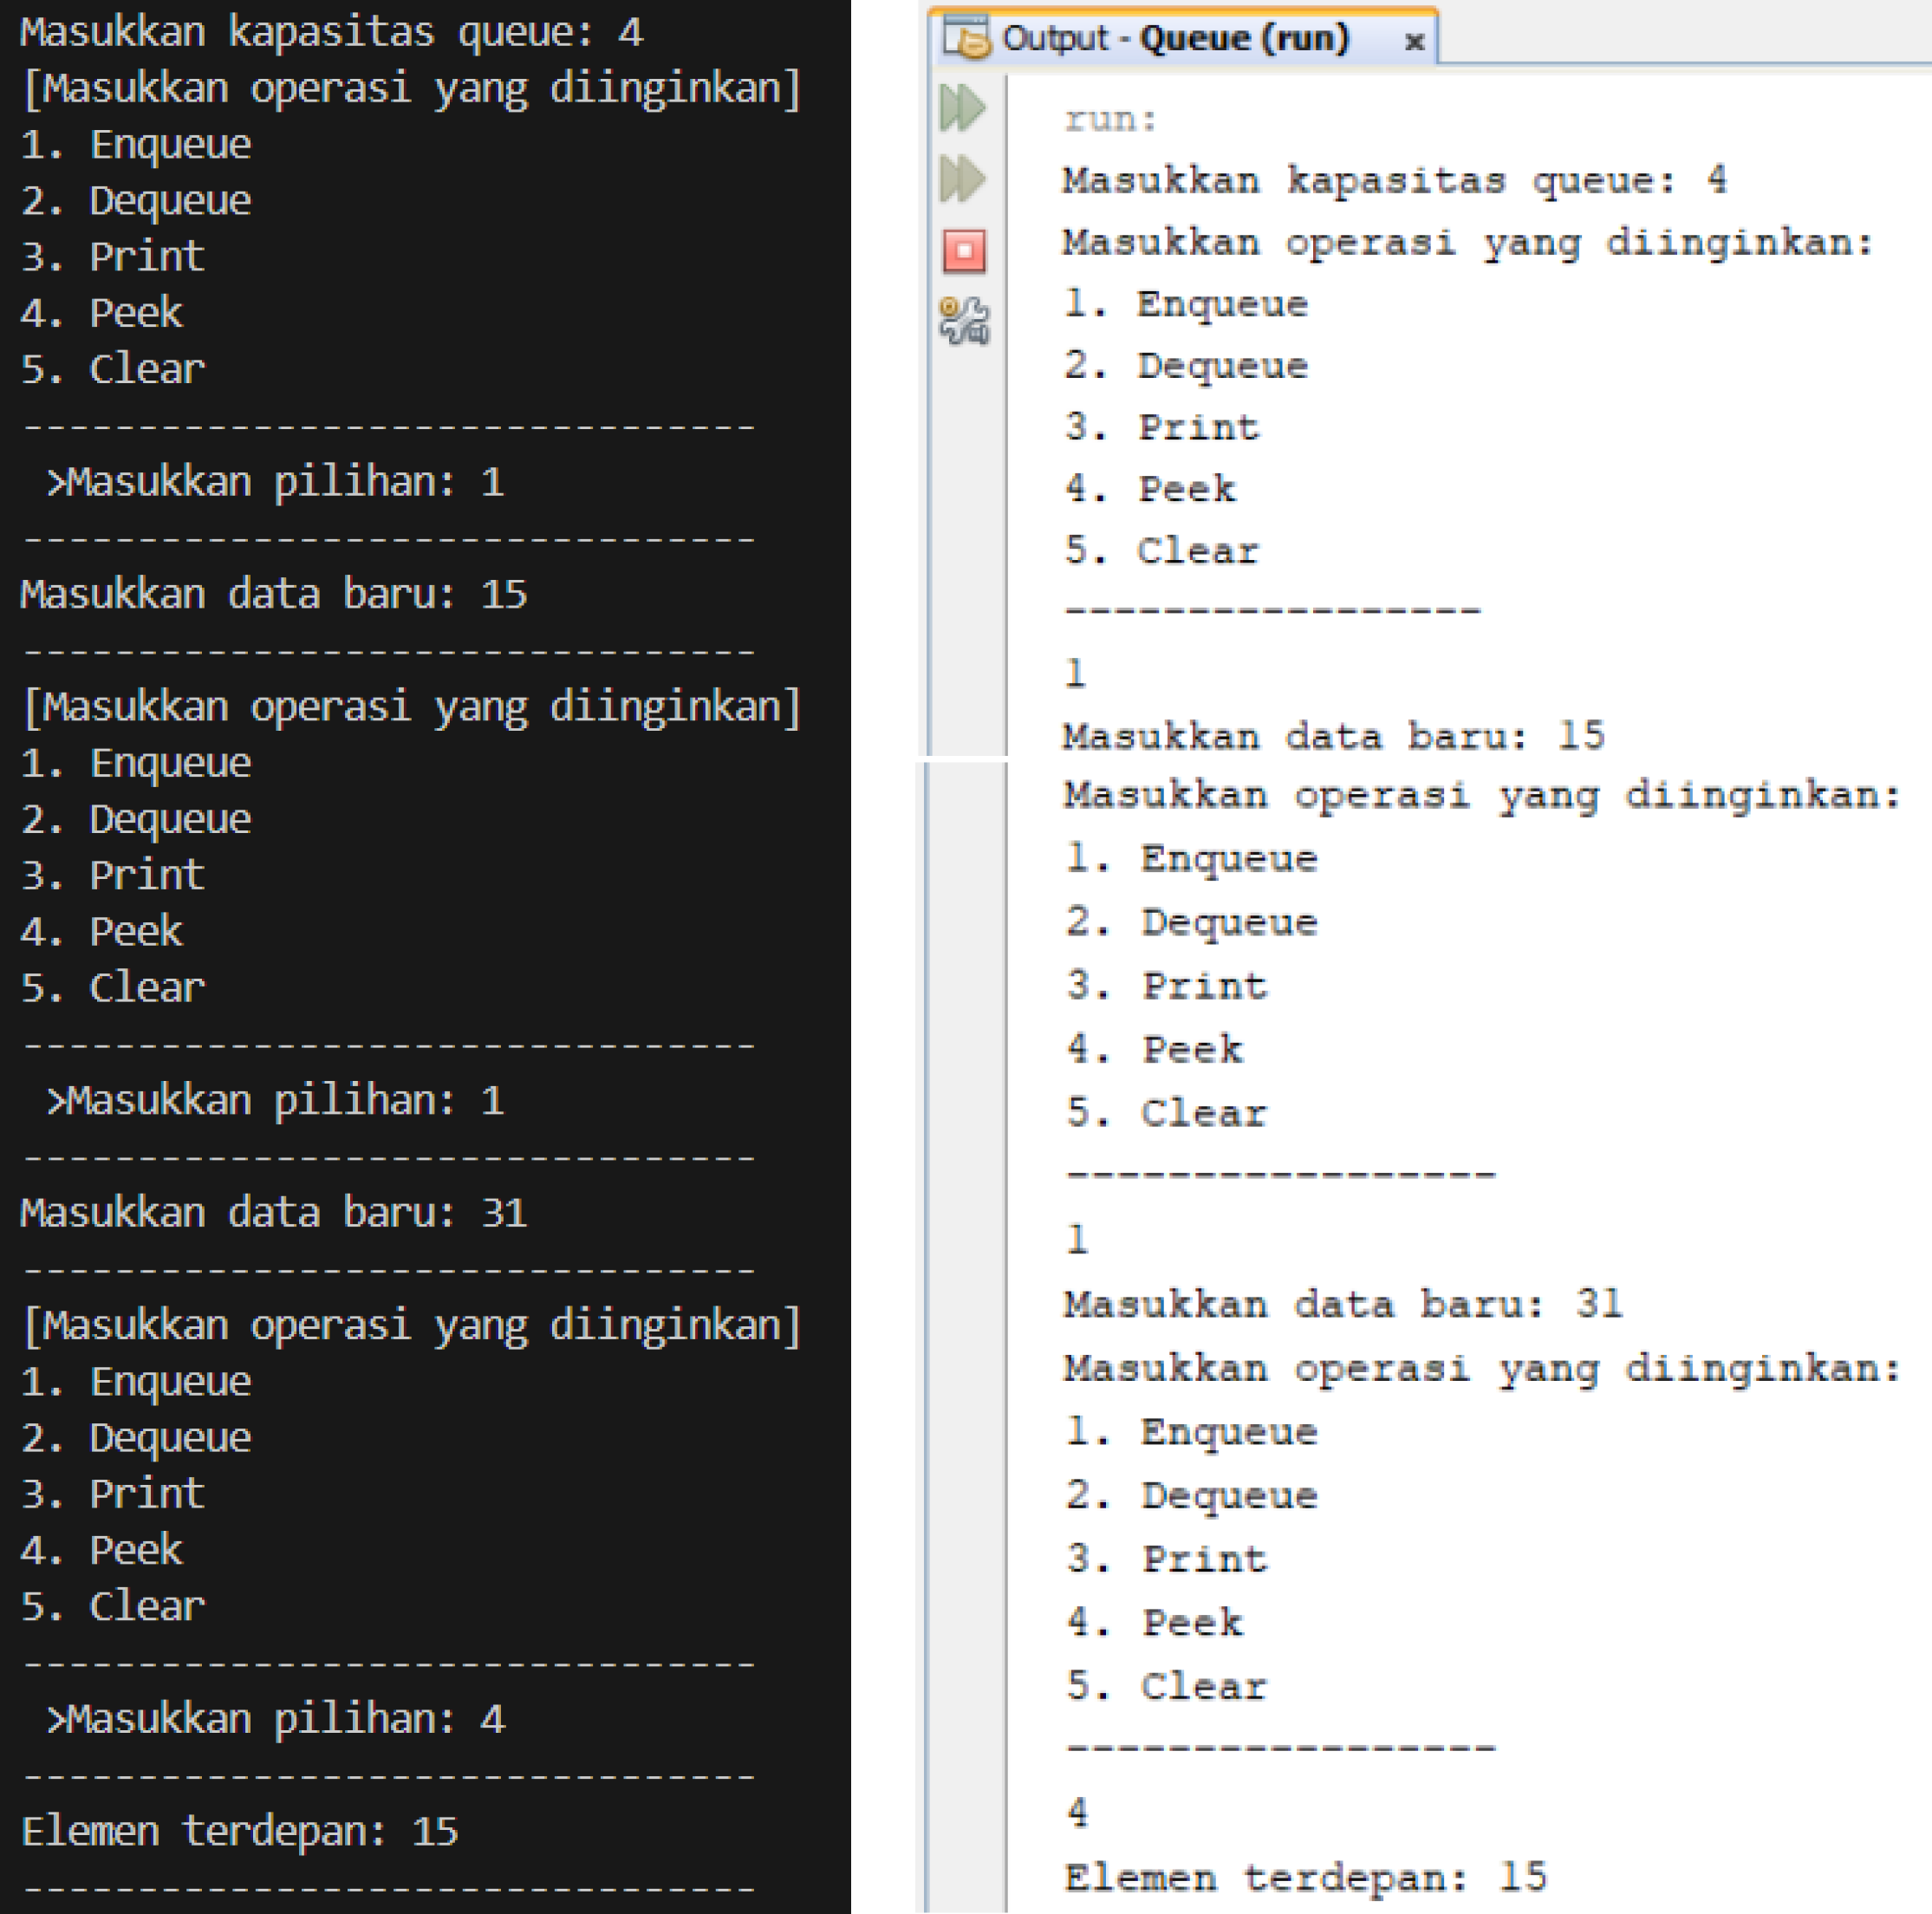 Masukkan kapasitas queue: 4
[Masukkan operasi yang diinginkan]
1. Enqueue
2. Dequeue
3. Print
4. Peek
5. Clear
--------------------------------
>Masukkan pilihan: 1
--------------------------------
Masukkan data baru: 15
--------------------------------
[Masukkan operasi yang diinginkan]
1. Enqueue
2. Dequeue
3. Print
4. Peek
5. Clear
--------------------------------
>Masukkan pilihan: 1
--------------------------------
Masukkan data baru: 31
--------------------------------
[Masukkan operasi yang diinginkan]
1. Enqueue
2. Dequeue
3. Print
4. Peek
5. Clear
--------------------------------
>Masukkan pilihan: 4
--------------------------------
Elemen terdepan: 15
--------------------------------
Output - Queue (run) x
run:
Masukkan kapasitas queue: 4
Masukkan operasi yang diinginkan:
1. Enqueue
2. Dequeue
3. Print
4. Peek
5. Clear
-----------------
1
Masukkan data baru: 15
Masukkan operasi yang diinginkan:
1. Enqueue
2. Dequeue
3. Print
4. Peek
5. Clear
-----------------
1
Masukkan data baru: 31
Masukkan operasi yang diinginkan:
1. Enqueue
2. Dequeue
3. Print
4. Peek
5. Clear
-----------------
4
Elemen terdepan: 15